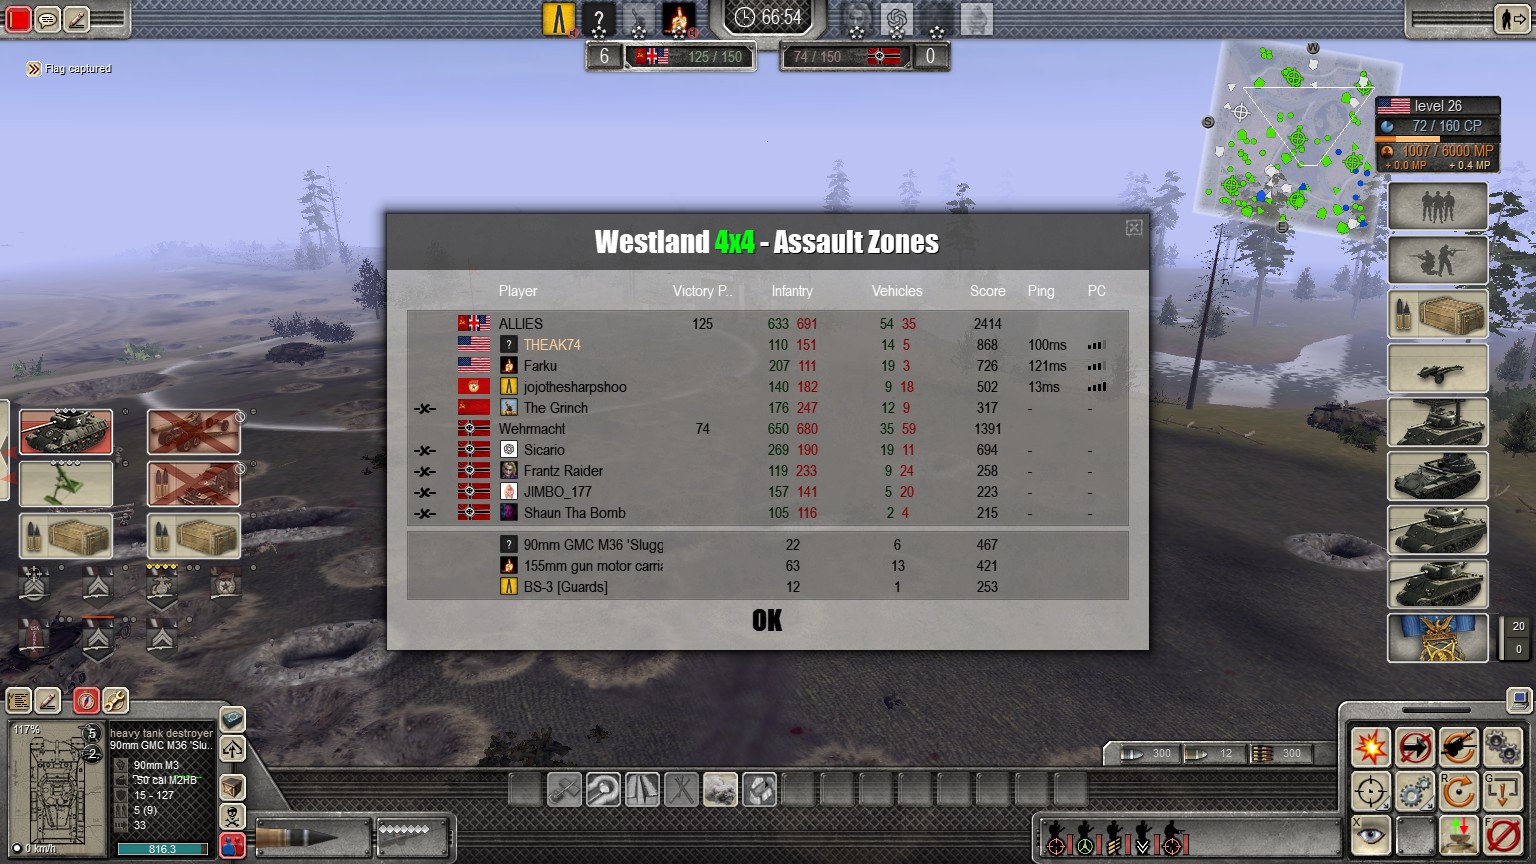 66:54
6 125 / 150 74 / 150 0
Flag captured
W
S
E
level 26
72 / 160 CP
1007 / 6000 MP
+ 0.0 MP + 0.4 MP
Westland 4x4 - Assault Zones
Player Victory P.. Infantry Vehicles Score Ping PC
ALLIES 125 633 691 54 35 2414
? THEAK74 110 151 14 5 868 100ms
Farku 207 111 19 3 726 121ms
jojothesharpshoo 140 182 9 18 502 13ms
The Grinch 176 247 12 9 317 - -
Wehrmacht 74 650 680 35 59 1391
Sicario 269 190 19 11 694 - -
Frantz Raider 119 233 9 24 258 - -
JIMBO_177 157 141 5 20 223 - -
Shaun Tha Bomb 105 116 2 4 215 - -
? 90mm GMC M36 'Slugg 22 6 467
155mm gun motor carria 63 13 421
BS-3 [Guards] 12 1 253
OK
20
0
117%
5
2
heavy tank destroyer
90mm GMC M36 'Slu..
90mm M3
.50 cal M2HB
15 - 127
5 (9)
33
0 km/h
816.3
300 12 300
R
G
X
F